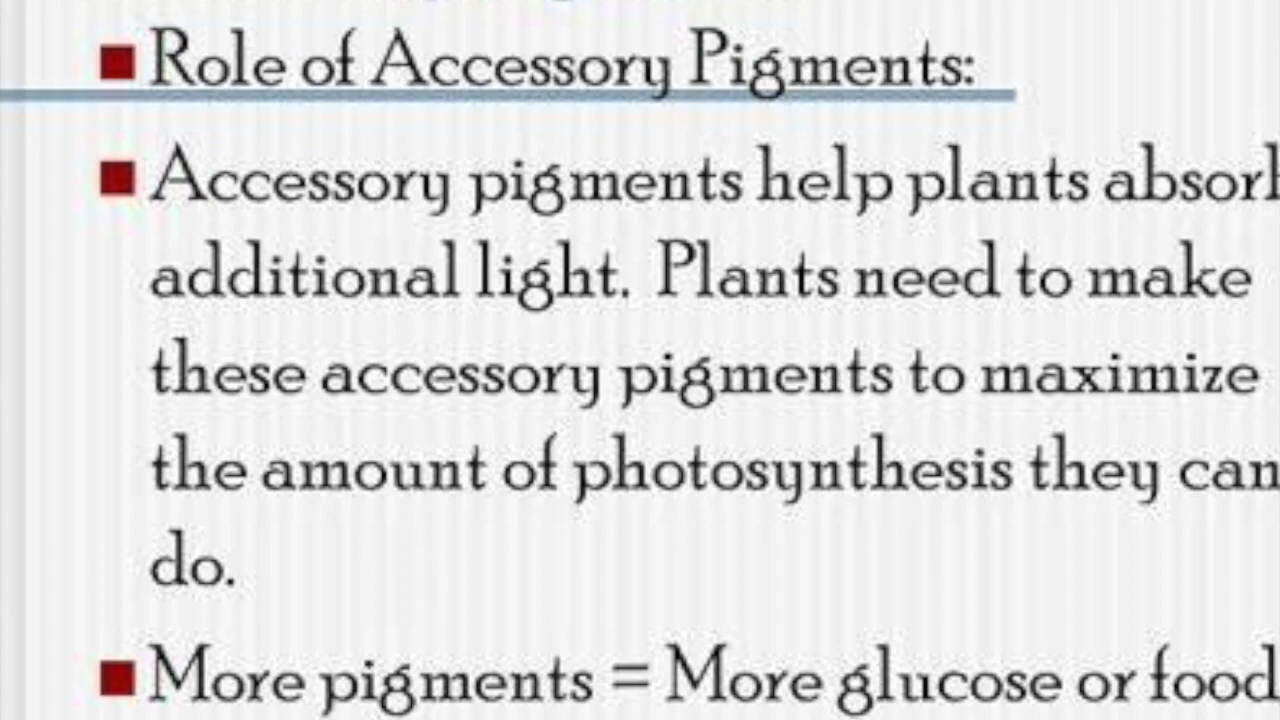 Role of Accessory Pigments:
Accessory pigments help plants absorb
additional light. Plants need to make
these accessory pigments to maximize
the amount of photosynthesis they can
do.
More pigments = More glucose or food